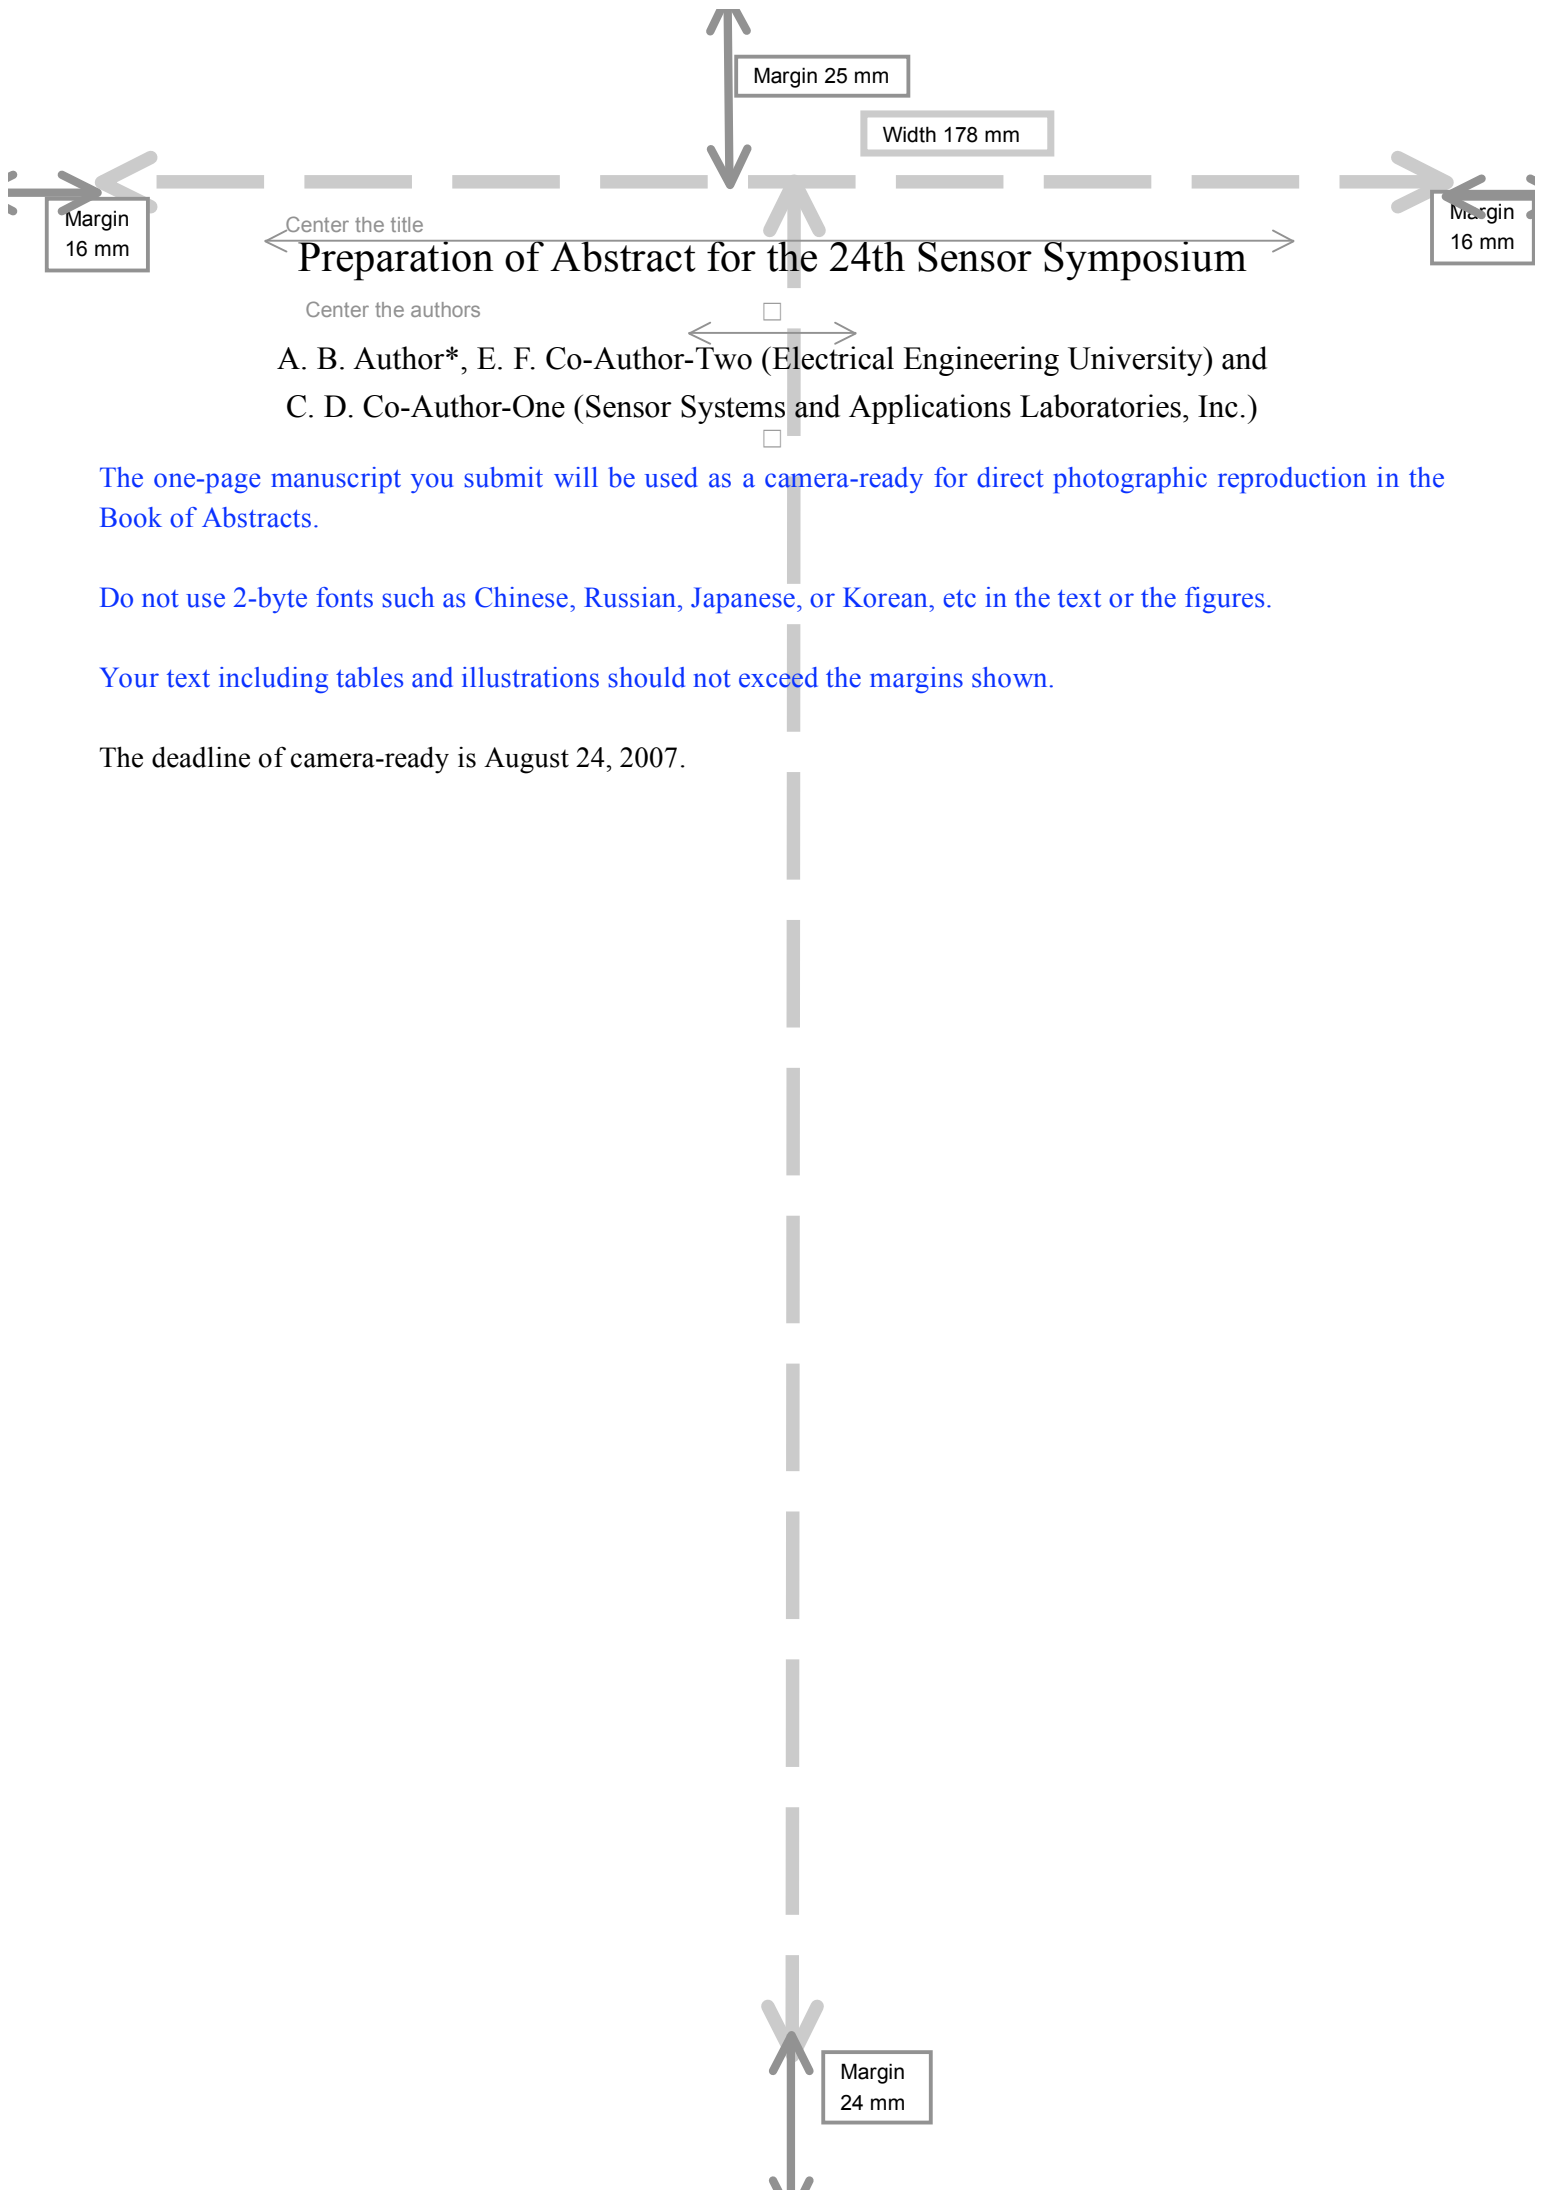 Margin 25 mm
Width 178 mm
Margin
16 mm
Margin
16 mm
Center the title
Preparation of Abstract for the 24th Sensor Symposium
Center the authors
A. B. Author*, E. F. Co-Author-Two (Electrical Engineering University) and
C. D. Co-Author-One (Sensor Systems and Applications Laboratories, Inc.)
The one-page manuscript you submit will be used as a camera-ready for direct photographic reproduction in the
Book of Abstracts.
Do not use 2-byte fonts such as Chinese, Russian, Japanese, or Korean, etc in the text or the figures.
Your text including tables and illustrations should not exceed the margins shown.
The deadline of camera-ready is August 24, 2007.
Margin
24 mm